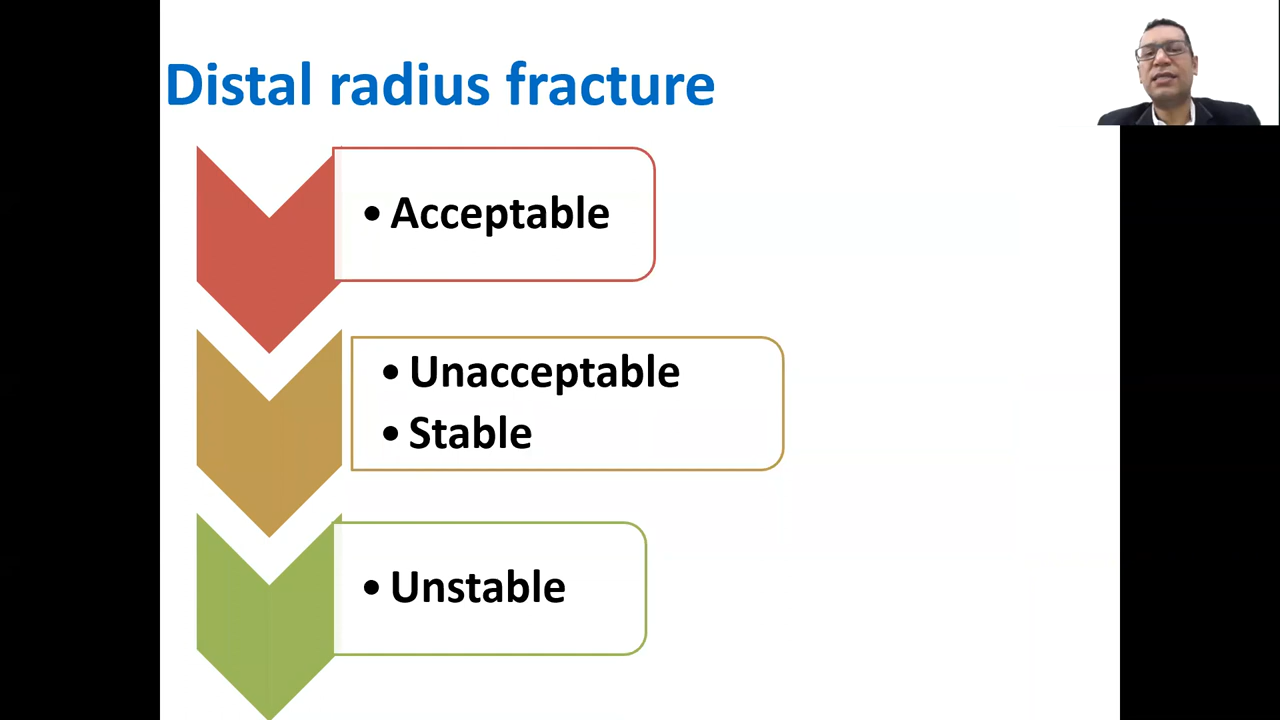 Distal radius fracture
• Acceptable
• Unacceptable
• Stable
• Unstable